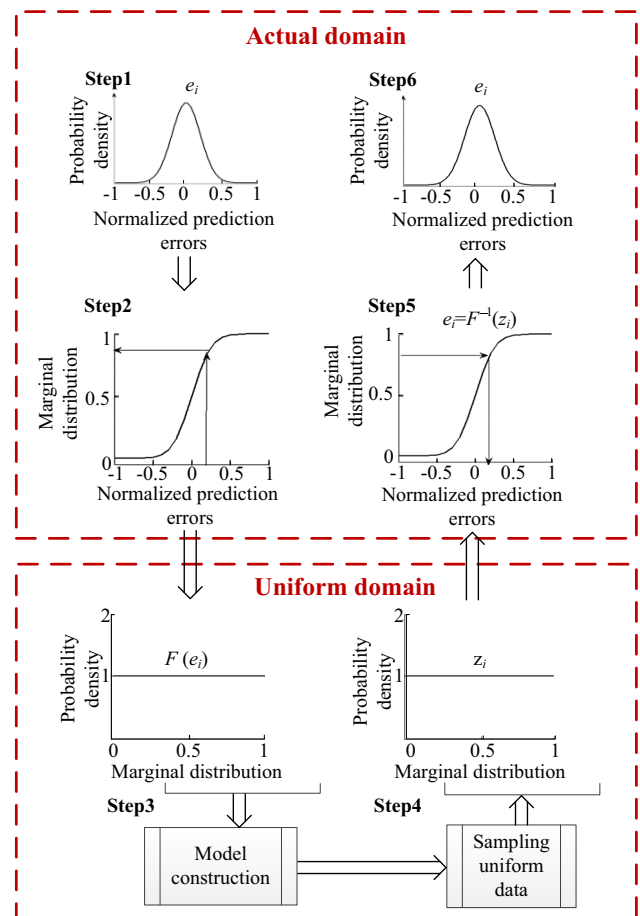 Actual domain
Step1
e_i
Probability
density
-1 -0.5 0 0.5 1
Normalized prediction
errors
Step6
e_i
Probability
density
-1 -0.5 0 0.5 1
Normalized prediction
errors
Step2
Marginal
distribution
1
0.5
0
-1 -0.5 0 0.5 1
Normalized prediction
errors
Step5
e_i=F^{-1}(z_i)
Marginal
distribution
1
0.5
0
-1 -0.5 0 0.5 1
Normalized prediction
errors
Uniform domain
Probability
density
2
1
F (e_i)
0 0.5 1
Marginal distribution
Probability
density
2
1
z_i
0 0.5 1
Marginal distribution
Step3
Model
construction
Step4
Sampling
uniform
data